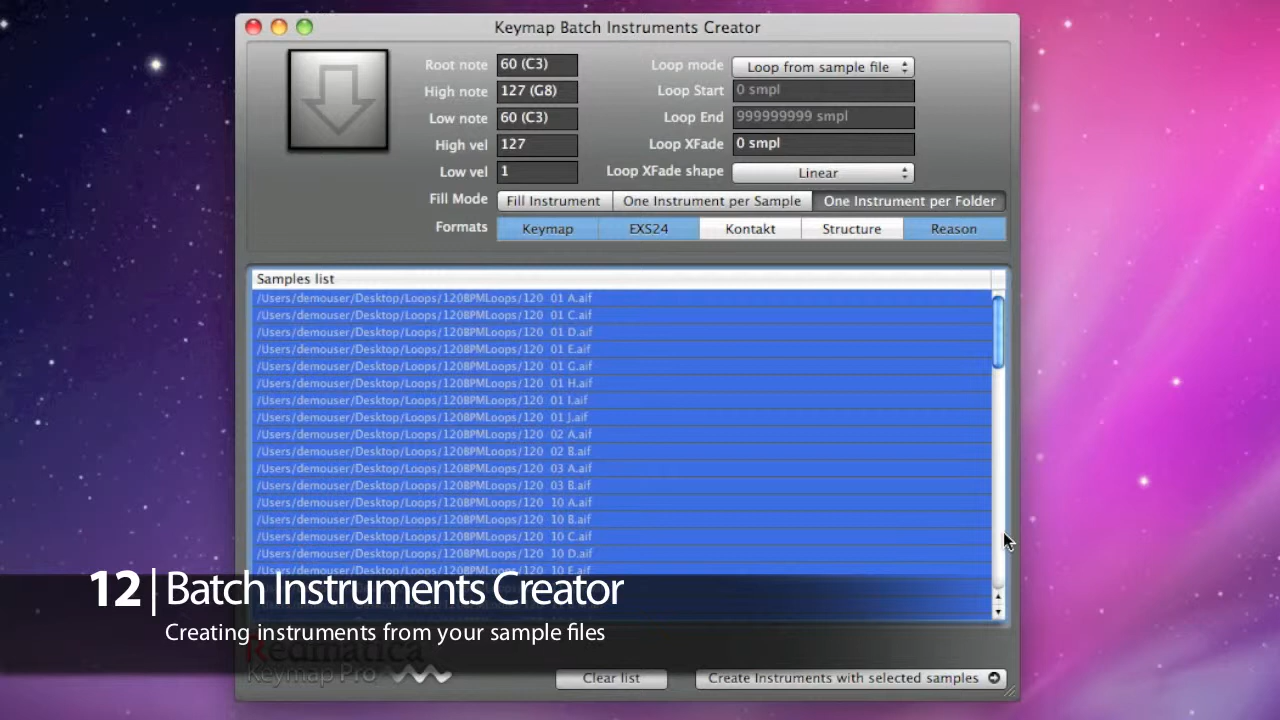 Keymap Batch Instruments Creator
Root note 60 (C3) Loop mode Loop from sample file
High note 127 (G8) Loop Start 0 smpl
Low note 60 (C3) Loop End 999999999 smpl
High vel 127 Loop XFade 0 smpl
Low vel 1 Loop XFade shape Linear
Fill Mode Fill Instrument One Instrument per Sample One Instrument per Folder
Formats Keymap EXS24 Kontakt Structure Reason
Samples list
/Users/demouser/Desktop/Loops/120BPMLoops/120 01 A.aif
/Users/demouser/Desktop/Loops/120BPMLoops/120 01 C.aif
/Users/demouser/Desktop/Loops/120BPMLoops/120 01 D.aif
/Users/demouser/Desktop/Loops/120BPMLoops/120 01 E.aif
/Users/demouser/Desktop/Loops/120BPMLoops/120 01 G.aif
/Users/demouser/Desktop/Loops/120BPMLoops/120 01 H.aif
/Users/demouser/Desktop/Loops/120BPMLoops/120 01 I.aif
/Users/demouser/Desktop/Loops/120BPMLoops/120 01 J.aif
/Users/demouser/Desktop/Loops/120BPMLoops/120 02 A.aif
/Users/demouser/Desktop/Loops/120BPMLoops/120 02 B.aif
/Users/demouser/Desktop/Loops/120BPMLoops/120 03 A.aif
/Users/demouser/Desktop/Loops/120BPMLoops/120 03 B.aif
/Users/demouser/Desktop/Loops/120BPMLoops/120 10 A.aif
/Users/demouser/Desktop/Loops/120BPMLoops/120 10 B.aif
/Users/demouser/Desktop/Loops/120BPMLoops/120 10 C.aif
/Users/demouser/Desktop/Loops/120BPMLoops/120 10 D.aif
/Users/demouser/Desktop/Loops/120BPMLoops/120 10 E.aif
12 | Batch Instruments Creator
Creating instruments from your sample files
Redmatica
Keymap Pro
Clear list Create Instruments with selected samples